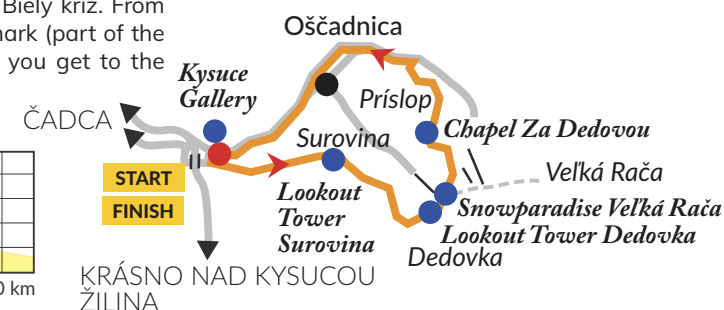 Biely kríž. From
mark (part of the
you get to the
Oščadnica
Kysuce
Gallery
Príslop
ČADCA
Surovina
Chapel Za Dedovou
START
FINISH
Lookout
Tower
Surovina
Veľká Rača
Snowparadise Veľká Rača
Lookout Tower Dedovka
Dedovka
KRÁSNO NAD KYSUCOU
ŽILINA
0 km